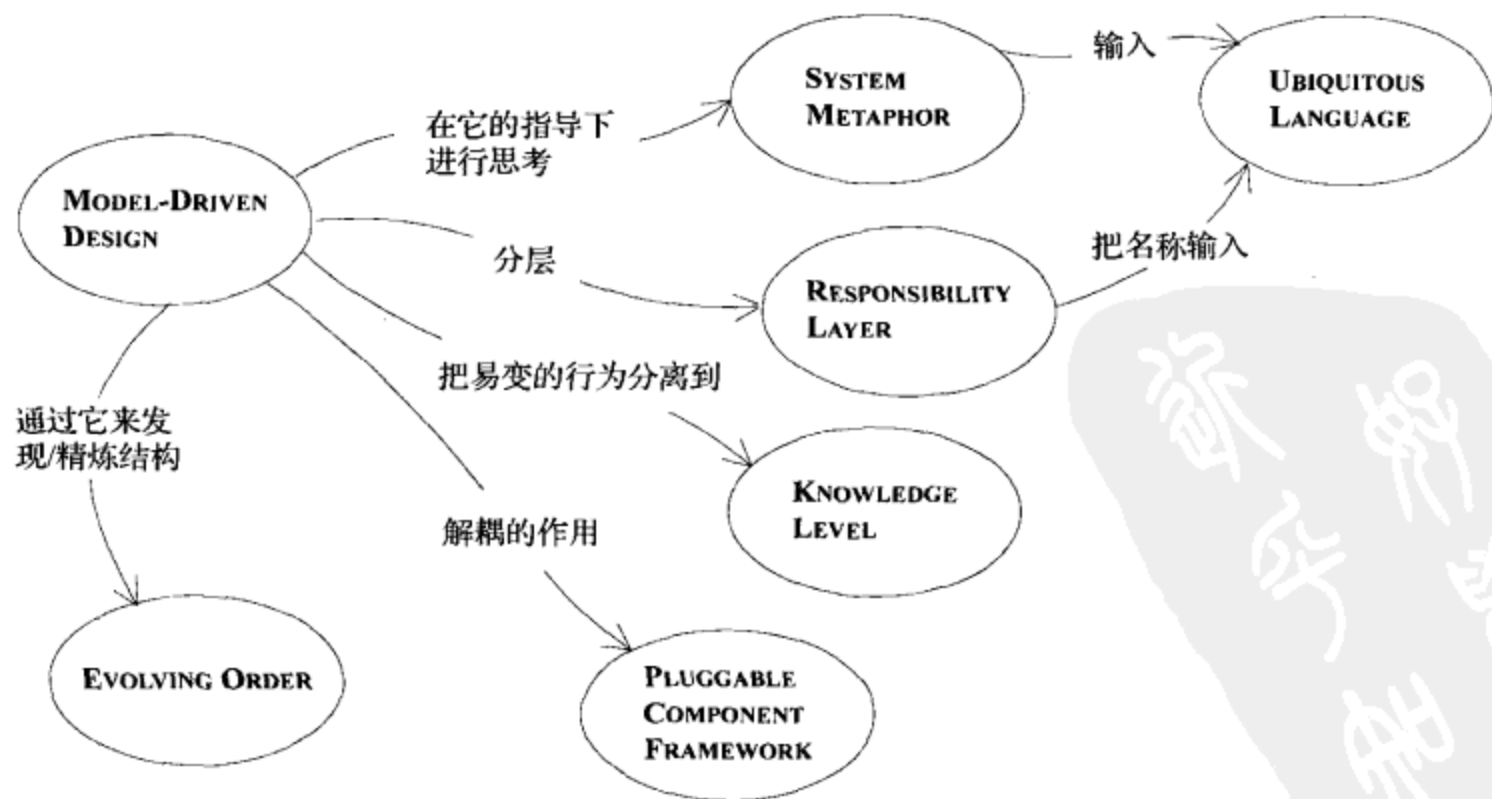 SYSTEM
METAPHOR
输入
UBIQUITOUS
LANGUAGE
在它的指导下
进行思考
MODEL-DRIVEN
DESIGN
分层
把名称输入
RESPONSIBILITY
LAYER
把易变的行为分离到
通过它来发
现/精炼结构
KNOWLEDGE
LEVEL
解耦的作用
EVOLVING ORDER
PLUGGABLE
COMPONENT
FRAMEWORK